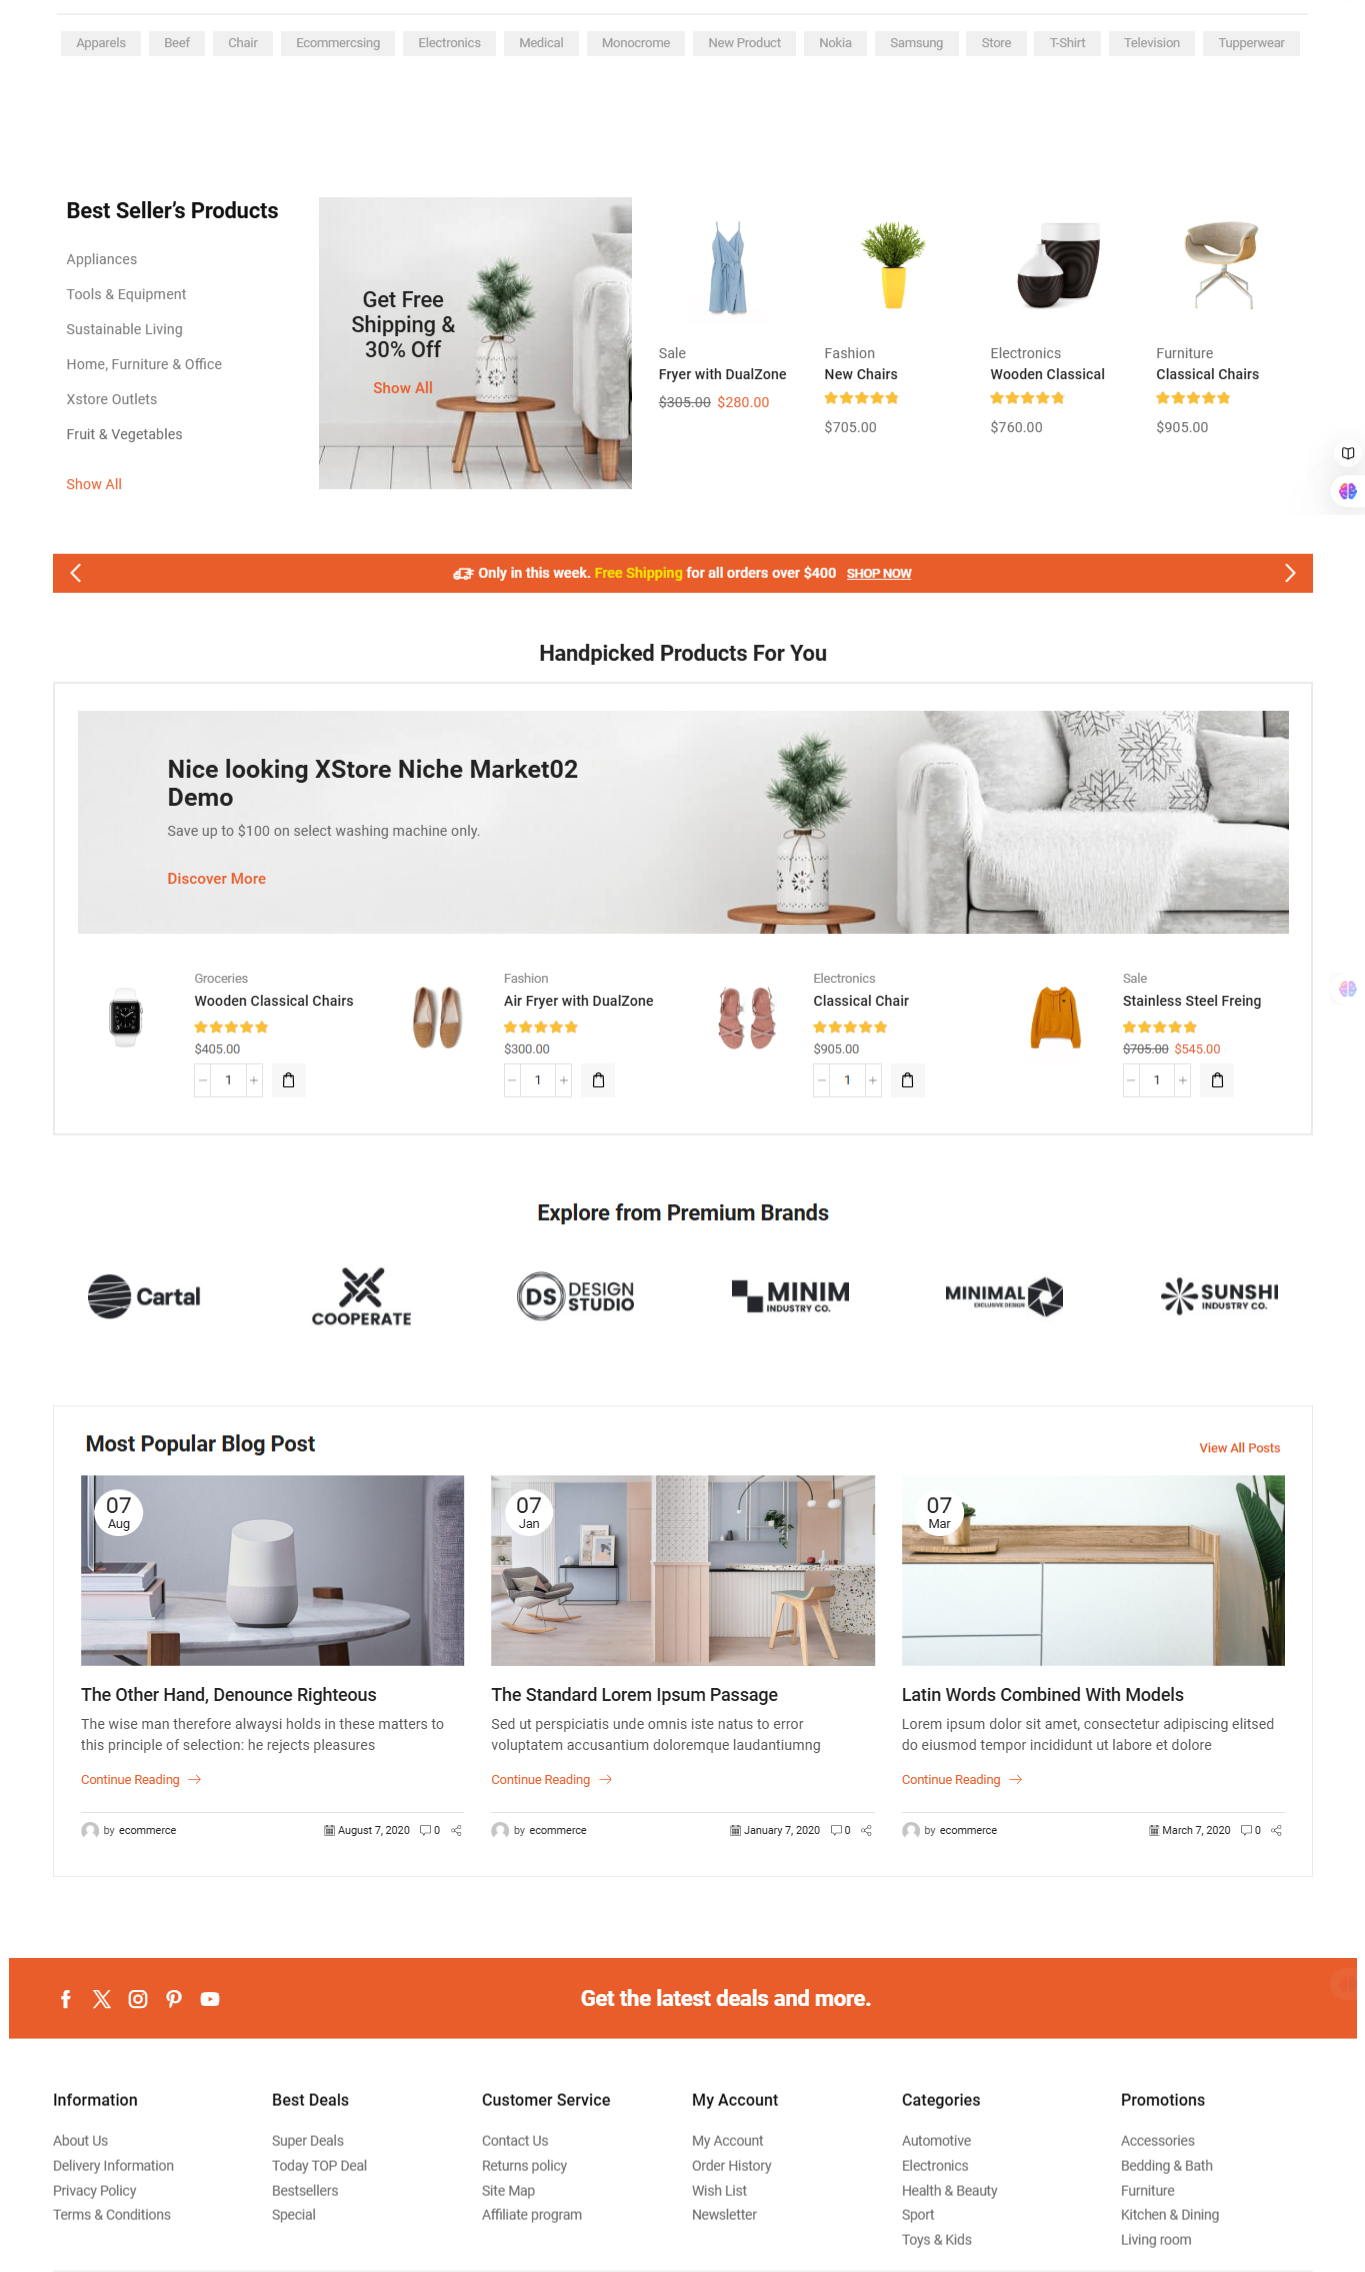 Apparels Beef Chair Ecommercsing Electronics Medical Monocrome New Product Nokia Samsung Store T-Shirt Television Tupperwear
Best Seller's Products
Appliances
Tools & Equipment
Sustainable Living
Home, Furniture & Office
Xstore Outlets
Fruit & Vegetables
Show All
Get Free
Shipping &
30% Off
Show All
Sale
Fryer with DualZone
$305.00 $280.00
Fashion
New Chairs
$705.00
Electronics
Wooden Classical
$760.00
Furniture
Classical Chairs
$905.00
Only in this week. Free Shipping for all orders over $400 SHOP NOW
Handpicked Products For You
Nice looking XStore Niche Market02
Demo
Save up to $100 on select washing machine only.
Discover More
Groceries
Wooden Classical Chairs
$405.00
− 1 +
Fashion
Air Fryer with DualZone
$300.00
− 1 +
Electronics
Classical Chair
$905.00
− 1 +
Sale
Stainless Steel Freing
$705.00 $545.00
− 1 +
Explore from Premium Brands
Cartal
COOPERATE
DS DESIGN
STUDIO
MINIM
INDUSTRY CO.
MINIMAL
EXCLUSIVE DESIGN
SUNSHI
INDUSTRY CO.
Most Popular Blog Post
View All Posts
07
Aug
The Other Hand, Denounce Righteous
The wise man therefore alwaysi holds in these matters to
this principle of selection: he rejects pleasures
Continue Reading
by ecommerce August 7, 2020 0
07
Jan
The Standard Lorem Ipsum Passage
Sed ut perspiciatis unde omnis iste natus to error
voluptatem accusantium doloremque laudantiumng
Continue Reading
by ecommerce January 7, 2020 0
07
Mar
Latin Words Combined With Models
Lorem ipsum dolor sit amet, consectetur adipiscing elitsed
do eiusmod tempor incididunt ut labore et dolore
Continue Reading
by ecommerce March 7, 2020 0
Get the latest deals and more.
Information
About Us
Delivery Information
Privacy Policy
Terms & Conditions
Best Deals
Super Deals
Today TOP Deal
Bestsellers
Special
Customer Service
Contact Us
Returns policy
Site Map
Affiliate program
My Account
My Account
Order History
Wish List
Newsletter
Categories
Automotive
Electronics
Health & Beauty
Sport
Toys & Kids
Promotions
Accessories
Bedding & Bath
Furniture
Kitchen & Dining
Living room